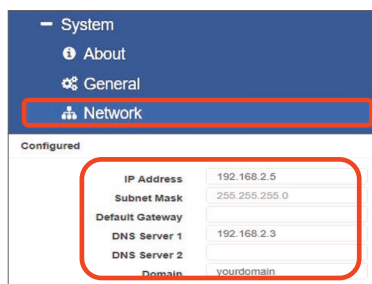 System
About
General
Network
Configured
IP Address 192.168.2.5
Subnet Mask 255.255.255.0
Default Gateway
DNS Server 1 192.168.2.3
DNS Server 2
Domain yourdomain